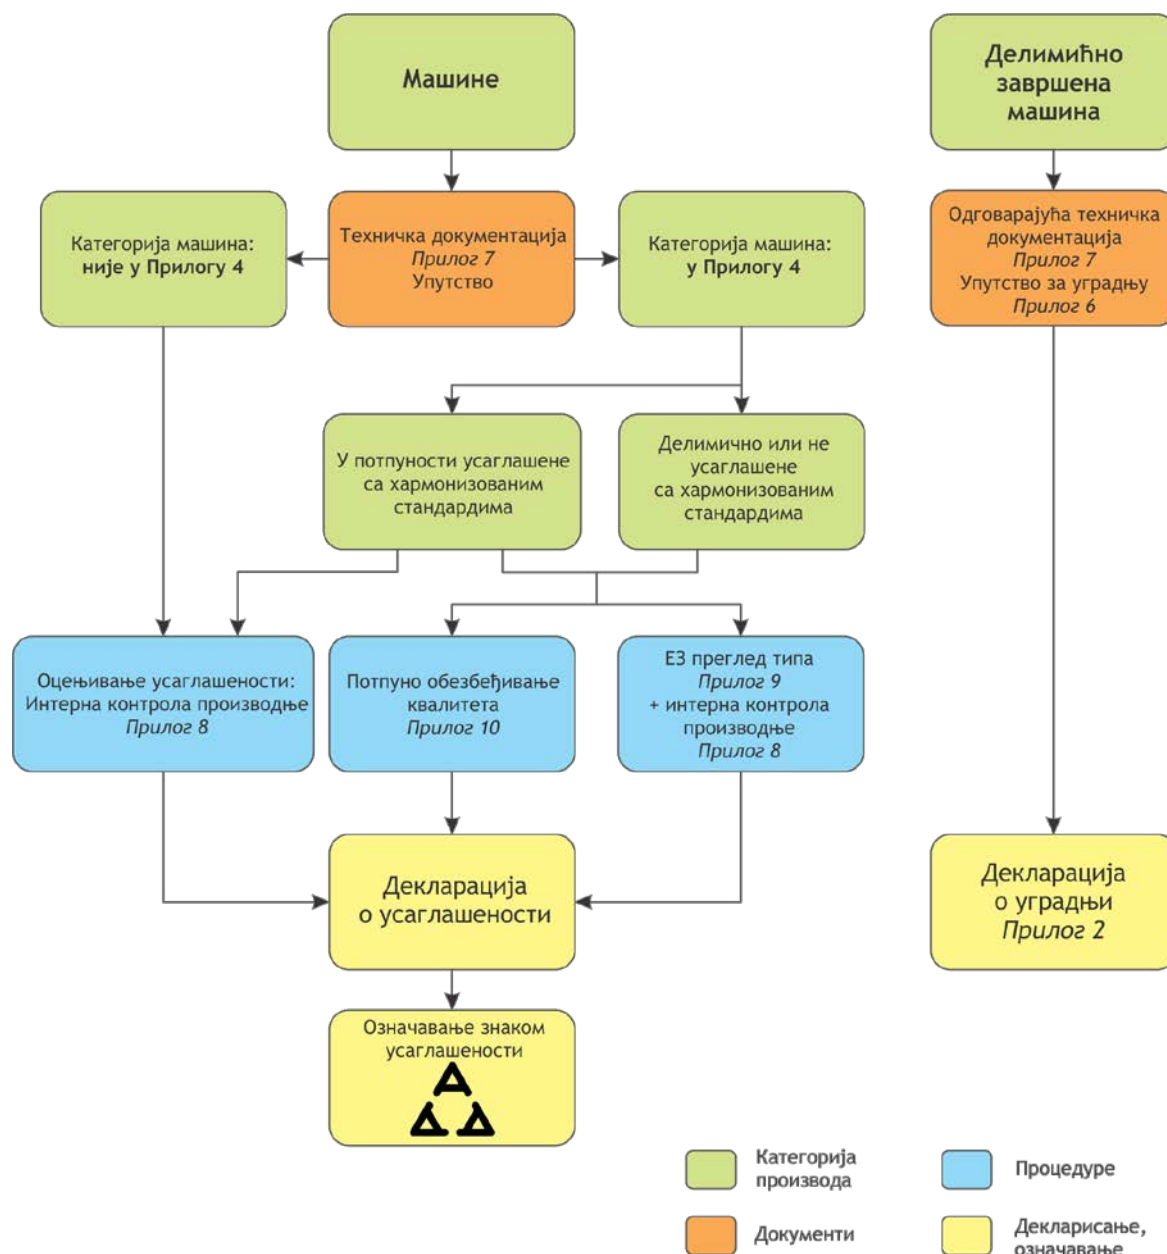 Машине
Делимићно
завршена
машина
Категорија машина:
није у Прилогу 4
Техничка документација
Прилог 7
Упутство
Категорија машина:
у Прилогу 4
Одговарајућа техничка
документација
Прилог 7
Упутство за уградњу
Прилог 6
У потпуности усаглашене
са хармонизованим
стандардима
Делимично или не
усаглашене
са хармонизованим
стандардима
Оцењивање усаглашености:
Интерна контрола производње
Прилог 8
Потпуно обезбеђивање
квалитета
Прилог 10
ЕЗ преглед типа
Прилог 9
+ интерна контрола
производње
Прилог 8
Декларација
о усаглашености
Декларација
о уградњи
Прилог 2
Означавање знаком
усаглашености
Категорија
производа
Процедуре
Документи
Декларисање,
означавање